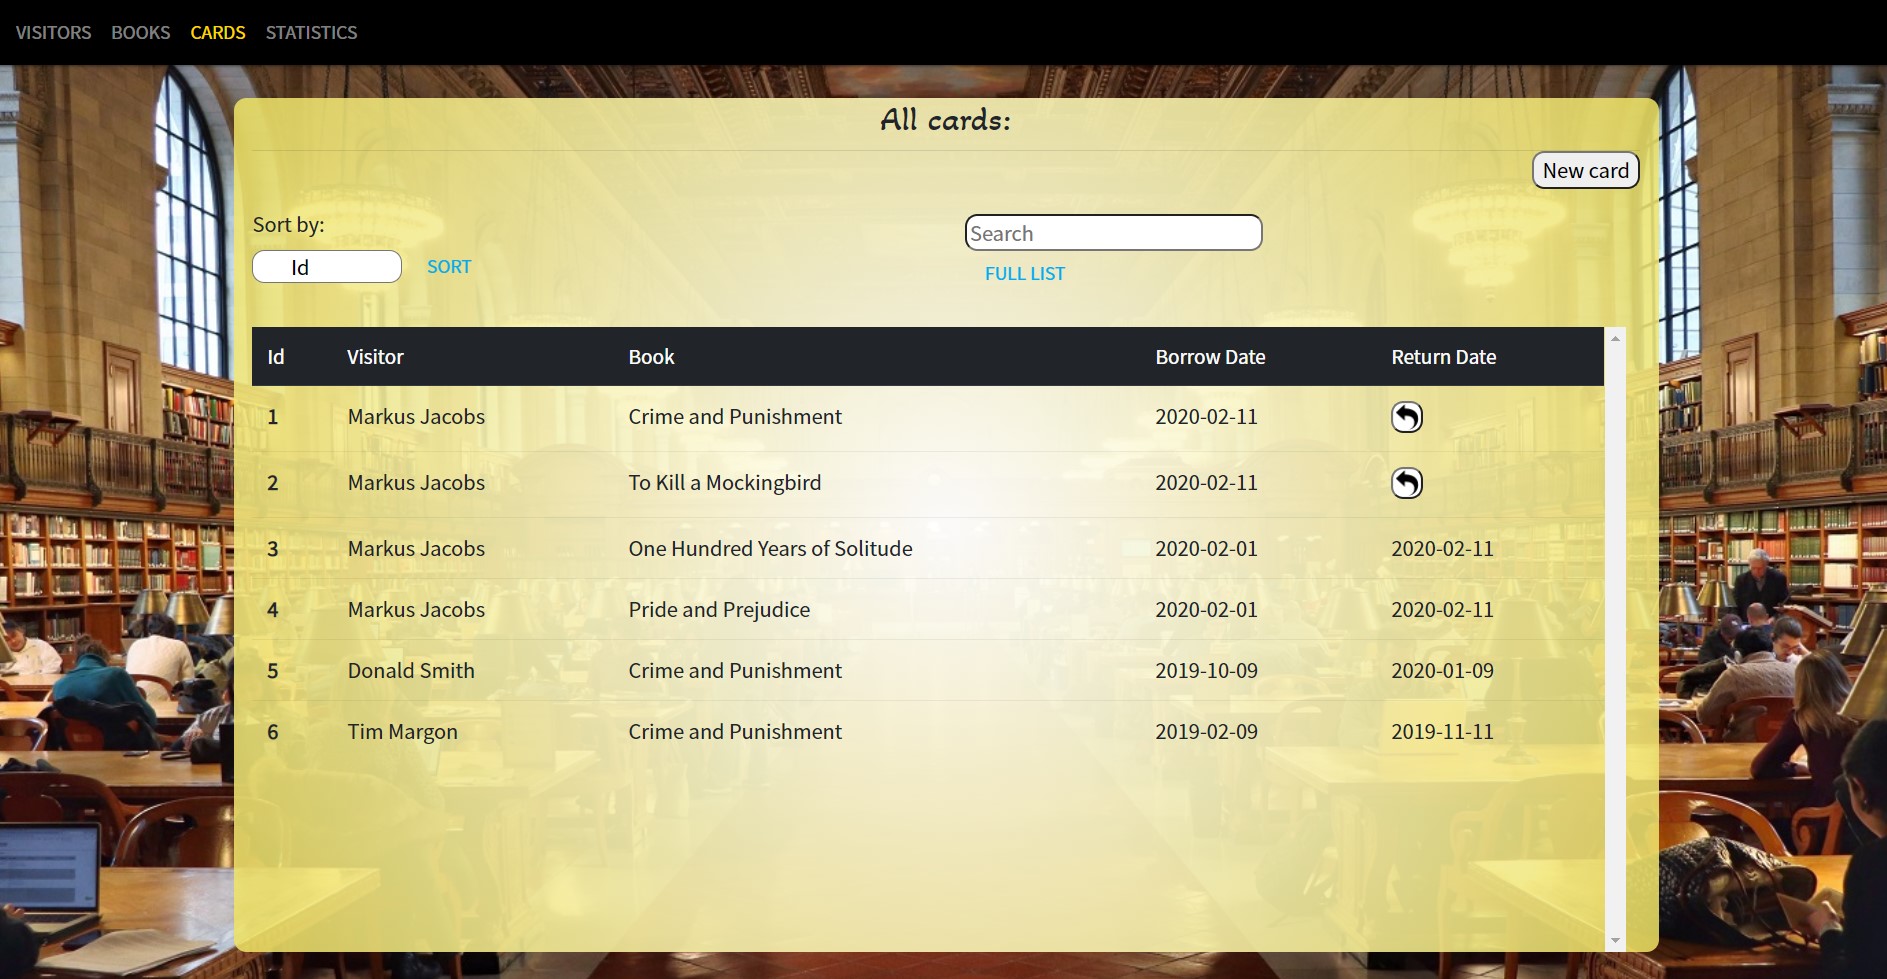 VISITORS BOOKS CARDS STATISTICS
All cards:
New card
Sort by:
Search
Id SORT
FULL LIST
Id Visitor Book Borrow Date Return Date
1 Markus Jacobs Crime and Punishment 2020-02-11
2 Markus Jacobs To Kill a Mockingbird 2020-02-11
3 Markus Jacobs One Hundred Years of Solitude 2020-02-01 2020-02-11
4 Markus Jacobs Pride and Prejudice 2020-02-01 2020-02-11
5 Donald Smith Crime and Punishment 2019-10-09 2020-01-09
6 Tim Margon Crime and Punishment 2019-02-09 2019-11-11